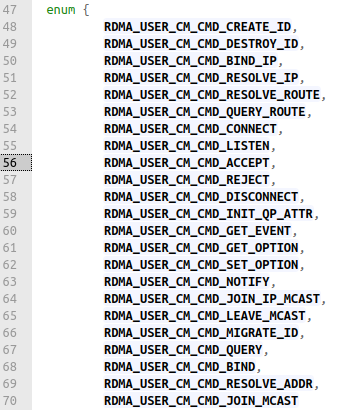 47 enum {
48 RDMA_USER_CM_CMD_CREATE_ID,
49 RDMA_USER_CM_CMD_DESTROY_ID,
50 RDMA_USER_CM_CMD_BIND_IP,
51 RDMA_USER_CM_CMD_RESOLVE_IP,
52 RDMA_USER_CM_CMD_RESOLVE_ROUTE,
53 RDMA_USER_CM_CMD_QUERY_ROUTE,
54 RDMA_USER_CM_CMD_CONNECT,
55 RDMA_USER_CM_CMD_LISTEN,
56 RDMA_USER_CM_CMD_ACCEPT,
57 RDMA_USER_CM_CMD_REJECT,
58 RDMA_USER_CM_CMD_DISCONNECT,
59 RDMA_USER_CM_CMD_INIT_QP_ATTR,
60 RDMA_USER_CM_CMD_GET_EVENT,
61 RDMA_USER_CM_CMD_GET_OPTION,
62 RDMA_USER_CM_CMD_SET_OPTION,
63 RDMA_USER_CM_CMD_NOTIFY,
64 RDMA_USER_CM_CMD_JOIN_IP_MCAST,
65 RDMA_USER_CM_CMD_LEAVE_MCAST,
66 RDMA_USER_CM_CMD_MIGRATE_ID,
67 RDMA_USER_CM_CMD_QUERY,
68 RDMA_USER_CM_CMD_BIND,
69 RDMA_USER_CM_CMD_RESOLVE_ADDR,
70 RDMA_USER_CM_CMD_JOIN_MCAST